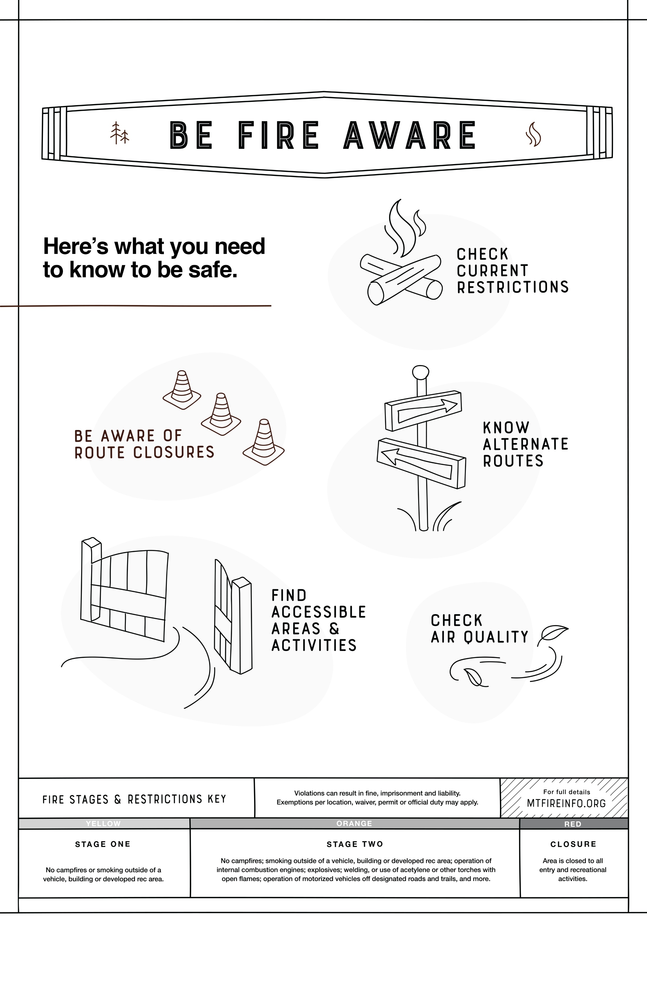 BE FIRE AWARE
Here’s what you need
to know to be safe.
CHECK
CURRENT
RESTRICTIONS
BE AWARE OF
ROUTE CLOSURES
KNOW
ALTERNATE
ROUTES
FIND
ACCESSIBLE
AREAS &
ACTIVITIES
CHECK
AIR QUALITY
FIRE STAGES & RESTRICTIONS KEY
Violations can result in fine, imprisonment and liability.
Exemptions per location, waiver, permit or official duty may apply.
For full details
MTFIREINFO.ORG
YELLOW
STAGE ONE
No campfires or smoking outside of a
vehicle, building or developed rec area.
ORANGE
STAGE TWO
No campfires; smoking outside of a vehicle, building or developed rec area; operation of
internal combustion engines; explosives; welding, or use of acetylene or other torches with
open flames; operation of motorized vehicles off designated roads and trails, and more.
RED
CLOSURE
Area is closed to all
entry and recreational
activities.